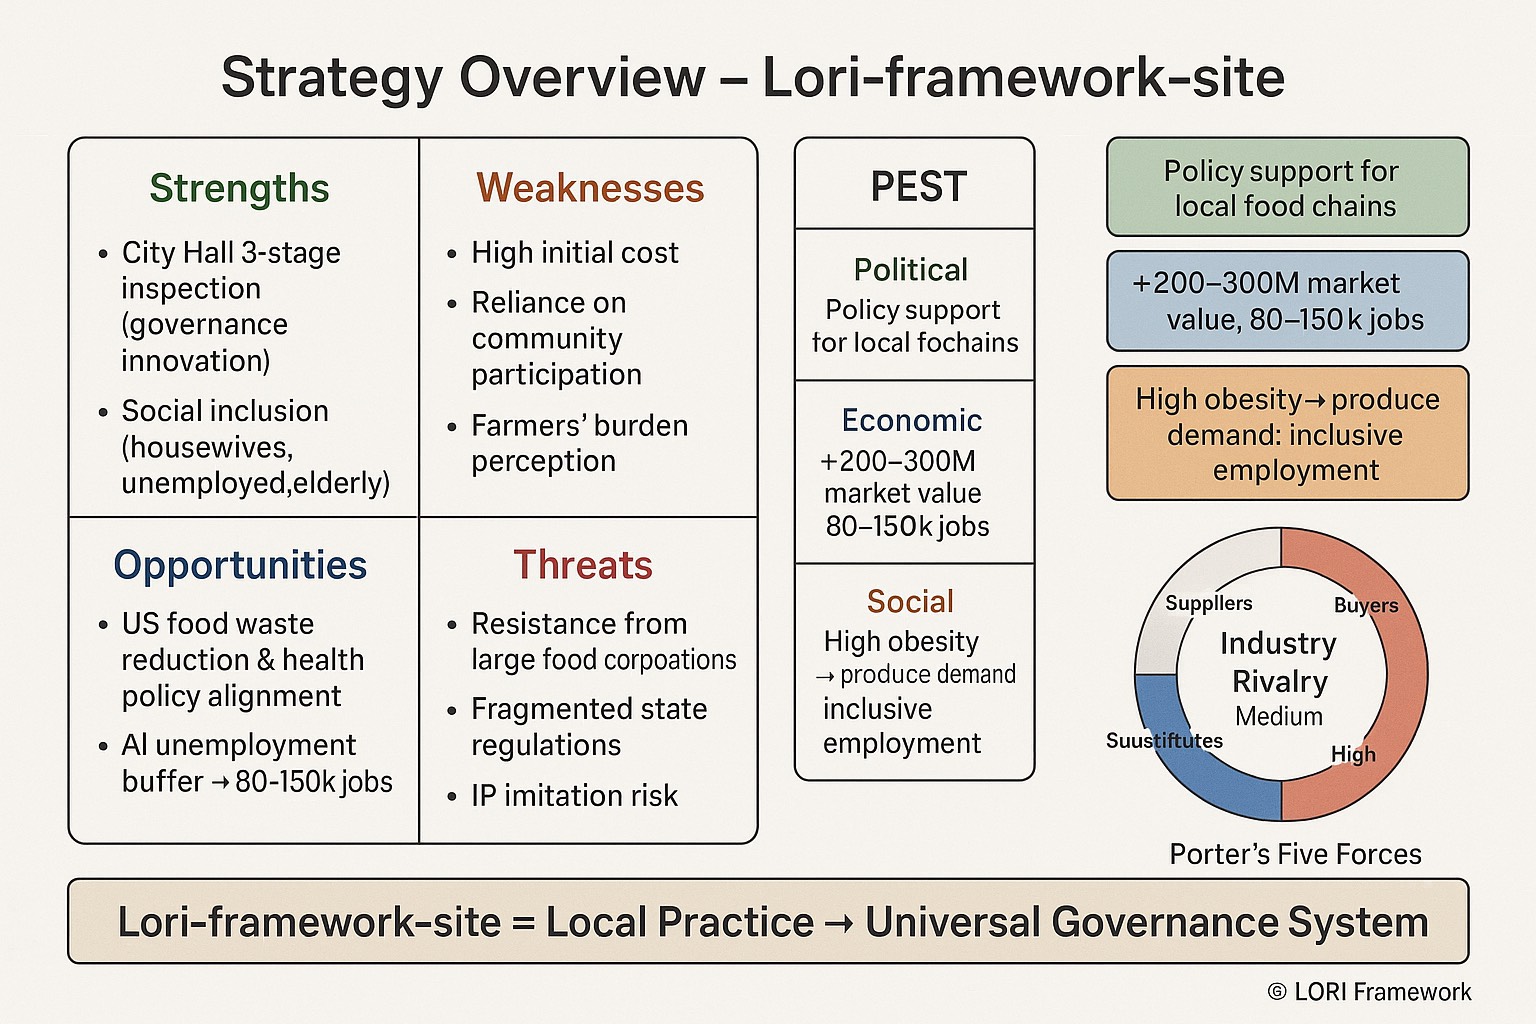 Strategy Overview – Lori-framework-site
Strengths
• City Hall 3-stage
inspection
(governance
innovation)
• Social inclusion
(housewives,
unemployed,elderly)
Weaknesses
• High initial cost
• Reliance on
community
participation
• Farmers’ burden
perception
Opportunities
• US food waste
reduction & health
policy alignment
• Al unemployment
buffer → 80-150k jobs
Threats
• Resistance from
large food corpoations
• Fragmented state
regulations
• IP imitation risk
PEST
Political
Policy support
for local fochains
Economic
+200–300M
market value
80–150k jobs
Social
High obesity
→ produce demand
inclusive
employment
Policy support for
local food chains
+200–300M market
value, 80–150k jobs
High obesity→ produce
demand: inclusive
employment
Suppllers
Buyers
Industry
Rivalry
Medium
Suustiftutes
High
Porter’s Five Forces
Lori-framework-site = Local Practice → Universal Governance System
© LORI Framework